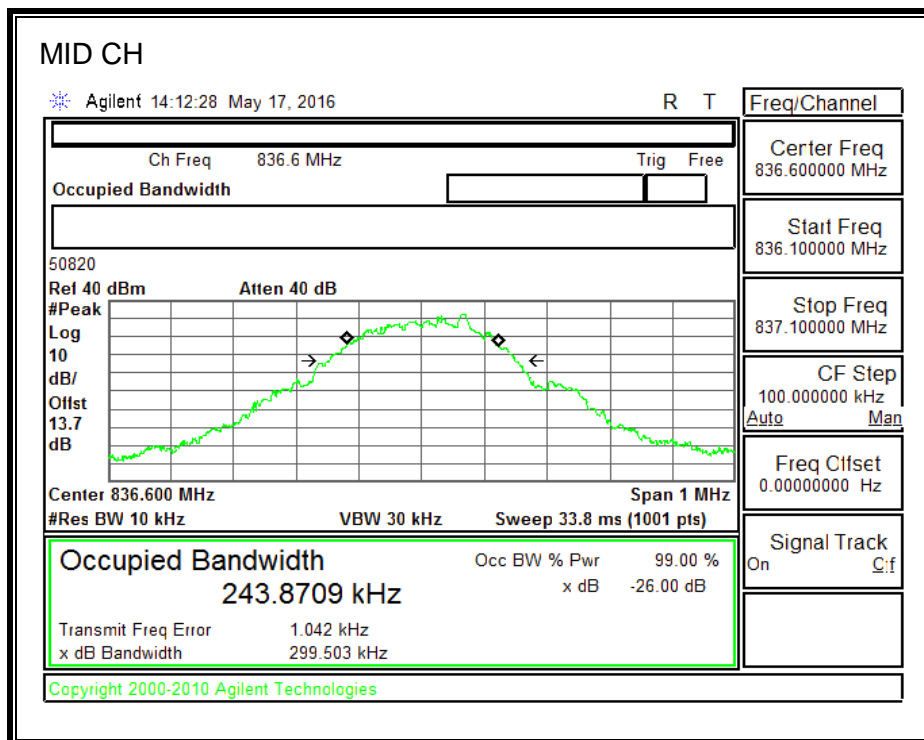 MID CH
Agilent 14:12:28 May 17, 2016 R T
Freq/Channel
Ch Freq 836.6 MHz Trig Free
Occupied Bandwidth
Center Freq
836.600000 MHz
Start Freq
836.100000 MHz
Stop Freq
837.100000 MHz
CF Step
100.000000 kHz
Auto Man
Freq Offset
0.00000000 Hz
Signal Track
On Off
50820
Ref 40 dBm Atten 40 dB
#Peak
Log
10
dB/
Offst
13.7
dB
Center 836.600 MHz Span 1 MHz
#Res BW 10 kHz VBW 30 kHz Sweep 33.8 ms (1001 pts)
Occupied Bandwidth Occ BW % Pwr 99.00 %
243.8709 kHz x dB -26.00 dB
Transmit Freq Error 1.042 kHz
x dB Bandwidth 299.503 kHz
Copyright 2000-2010 Agilent Technologies